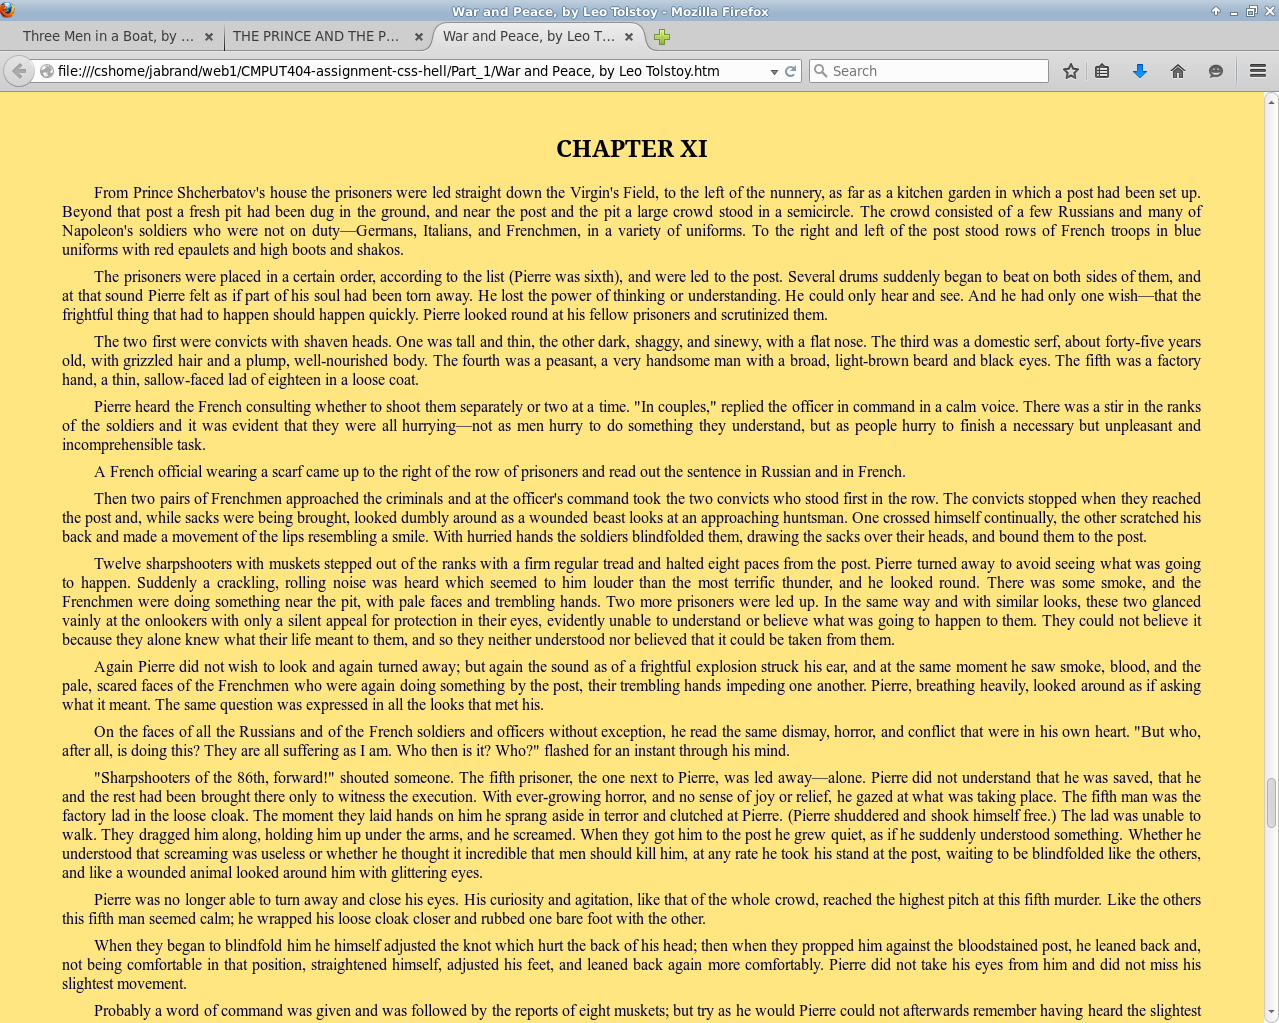 War and Peace, by Leo Tolstoy - Mozilla Firefox
Three Men in a Boat, by ...
THE PRINCE AND THE P...
War and Peace, by Leo T...
file:///cshome/jabrand/web1/CMPUT404-assignment-css-hell/Part_1/War and Peace, by Leo Tolstoy.htm
Search
CHAPTER XI
From Prince Shcherbatov's house the prisoners were led straight down the Virgin's Field, to the left of the nunnery, as far as a kitchen garden in which a post had been set up.
Beyond that post a fresh pit had been dug in the ground, and near the post and the pit a large crowd stood in a semicircle. The crowd consisted of a few Russians and many of
Napoleon's soldiers who were not on duty—Germans, Italians, and Frenchmen, in a variety of uniforms. To the right and left of the post stood rows of French troops in blue
uniforms with red epaulets and high boots and shakos.
The prisoners were placed in a certain order, according to the list (Pierre was sixth), and were led to the post. Several drums suddenly began to beat on both sides of them, and
at that sound Pierre felt as if part of his soul had been torn away. He lost the power of thinking or understanding. He could only hear and see. And he had only one wish—that the
frightful thing that had to happen should happen quickly. Pierre looked round at his fellow prisoners and scrutinized them.
The two first were convicts with shaven heads. One was tall and thin, the other dark, shaggy, and sinewy, with a flat nose. The third was a domestic serf, about forty-five years
old, with grizzled hair and a plump, well-nourished body. The fourth was a peasant, a very handsome man with a broad, light-brown beard and black eyes. The fifth was a factory
hand, a thin, sallow-faced lad of eighteen in a loose coat.
Pierre heard the French consulting whether to shoot them separately or two at a time. "In couples," replied the officer in command in a calm voice. There was a stir in the ranks
of the soldiers and it was evident that they were all hurrying—not as men hurry to do something they understand, but as people hurry to finish a necessary but unpleasant and
incomprehensible task.
A French official wearing a scarf came up to the right of the row of prisoners and read out the sentence in Russian and in French.
Then two pairs of Frenchmen approached the criminals and at the officer's command took the two convicts who stood first in the row. The convicts stopped when they reached
the post and, while sacks were being brought, looked dumbly around as a wounded beast looks at an approaching huntsman. One crossed himself continually, the other scratched his
back and made a movement of the lips resembling a smile. With hurried hands the soldiers blindfolded them, drawing the sacks over their heads, and bound them to the post.
Twelve sharpshooters with muskets stepped out of the ranks with a firm regular tread and halted eight paces from the post. Pierre turned away to avoid seeing what was going
to happen. Suddenly a crackling, rolling noise was heard which seemed to him louder than the most terrific thunder, and he looked round. There was some smoke, and the
Frenchmen were doing something near the pit, with pale faces and trembling hands. Two more prisoners were led up. In the same way and with similar looks, these two glanced
vainly at the onlookers with only a silent appeal for protection in their eyes, evidently unable to understand or believe what was going to happen to them. They could not believe it
because they alone knew what their life meant to them, and so they neither understood nor believed that it could be taken from them.
Again Pierre did not wish to look and again turned away; but again the sound as of a frightful explosion struck his ear, and at the same moment he saw smoke, blood, and the
pale, scared faces of the Frenchmen who were again doing something by the post, their trembling hands impeding one another. Pierre, breathing heavily, looked around as if asking
what it meant. The same question was expressed in all the looks that met his.
On the faces of all the Russians and of the French soldiers and officers without exception, he read the same dismay, horror, and conflict that were in his own heart. "But who,
after all, is doing this? They are all suffering as I am. Who then is it? Who?" flashed for an instant through his mind.
"Sharpshooters of the 86th, forward!" shouted someone. The fifth prisoner, the one next to Pierre, was led away—alone. Pierre did not understand that he was saved, that he
and the rest had been brought there only to witness the execution. With ever-growing horror, and no sense of joy or relief, he gazed at what was taking place. The fifth man was the
factory lad in the loose cloak. The moment they laid hands on him he sprang aside in terror and clutched at Pierre. (Pierre shuddered and shook himself free.) The lad was unable to
walk. They dragged him along, holding him up under the arms, and he screamed. When they got him to the post he grew quiet, as if he suddenly understood something. Whether he
understood that screaming was useless or whether he thought it incredible that men should kill him, at any rate he took his stand at the post, waiting to be blindfolded like the others,
and like a wounded animal looked around him with glittering eyes.
Pierre was no longer able to turn away and close his eyes. His curiosity and agitation, like that of the whole crowd, reached the highest pitch at this fifth murder. Like the others
this fifth man seemed calm; he wrapped his loose cloak closer and rubbed one bare foot with the other.
When they began to blindfold him he himself adjusted the knot which hurt the back of his head; then when they propped him against the bloodstained post, he leaned back and,
not being comfortable in that position, straightened himself, adjusted his feet, and leaned back again more comfortably. Pierre did not take his eyes from him and did not miss his
slightest movement.
Probably a word of command was given and was followed by the reports of eight muskets; but try as he would Pierre could not afterwards remember having heard the slightest